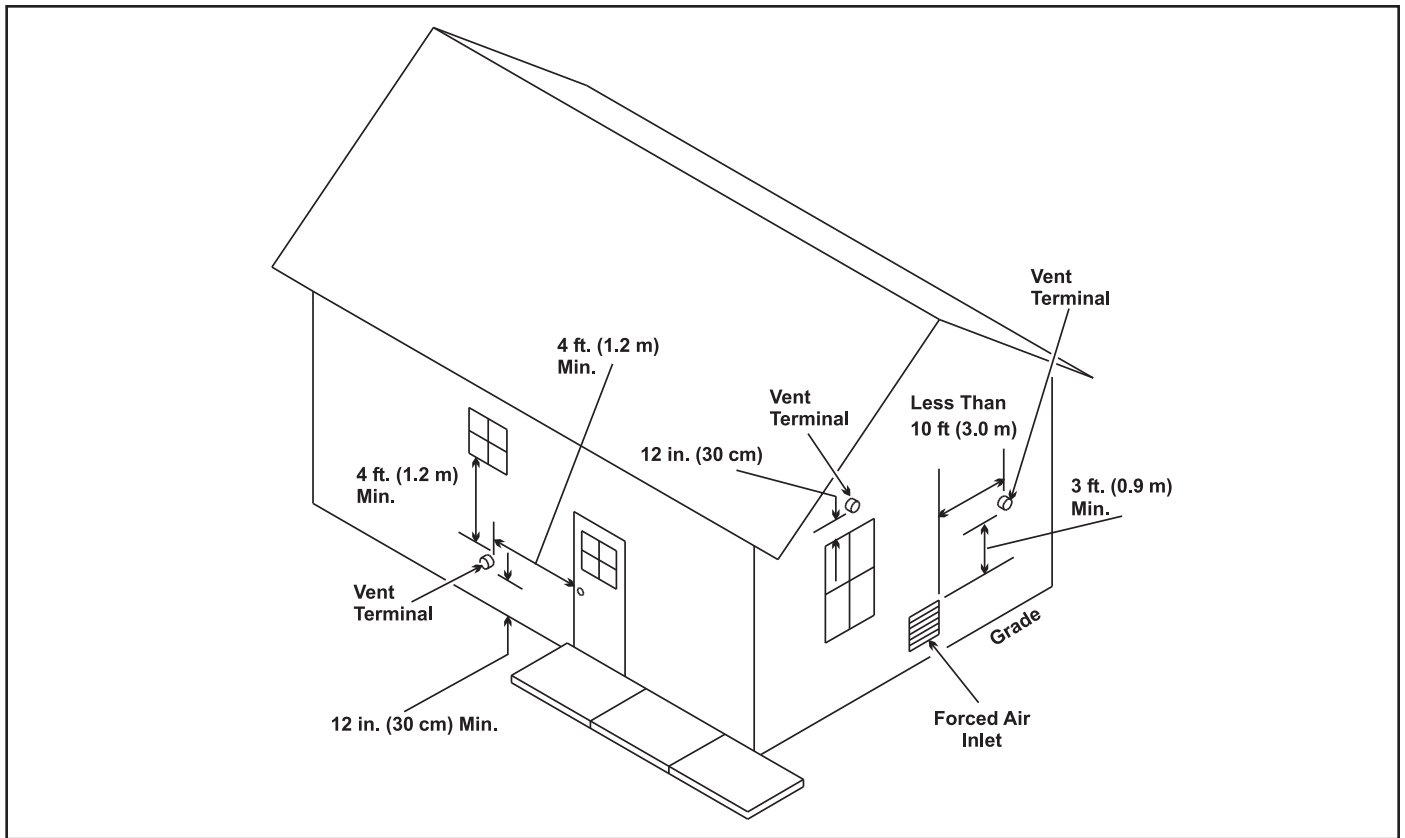 Vent
Terminal
4 ft. (1.2 m)
Min.
Vent
Terminal
Less Than
10 ft (3.0 m)
12 in. (30 cm)
4 ft. (1.2 m)
Min.
3 ft. (0.9 m)
Min.
Vent
Terminal
Grade
12 in. (30 cm) Min.
Forced Air
Inlet